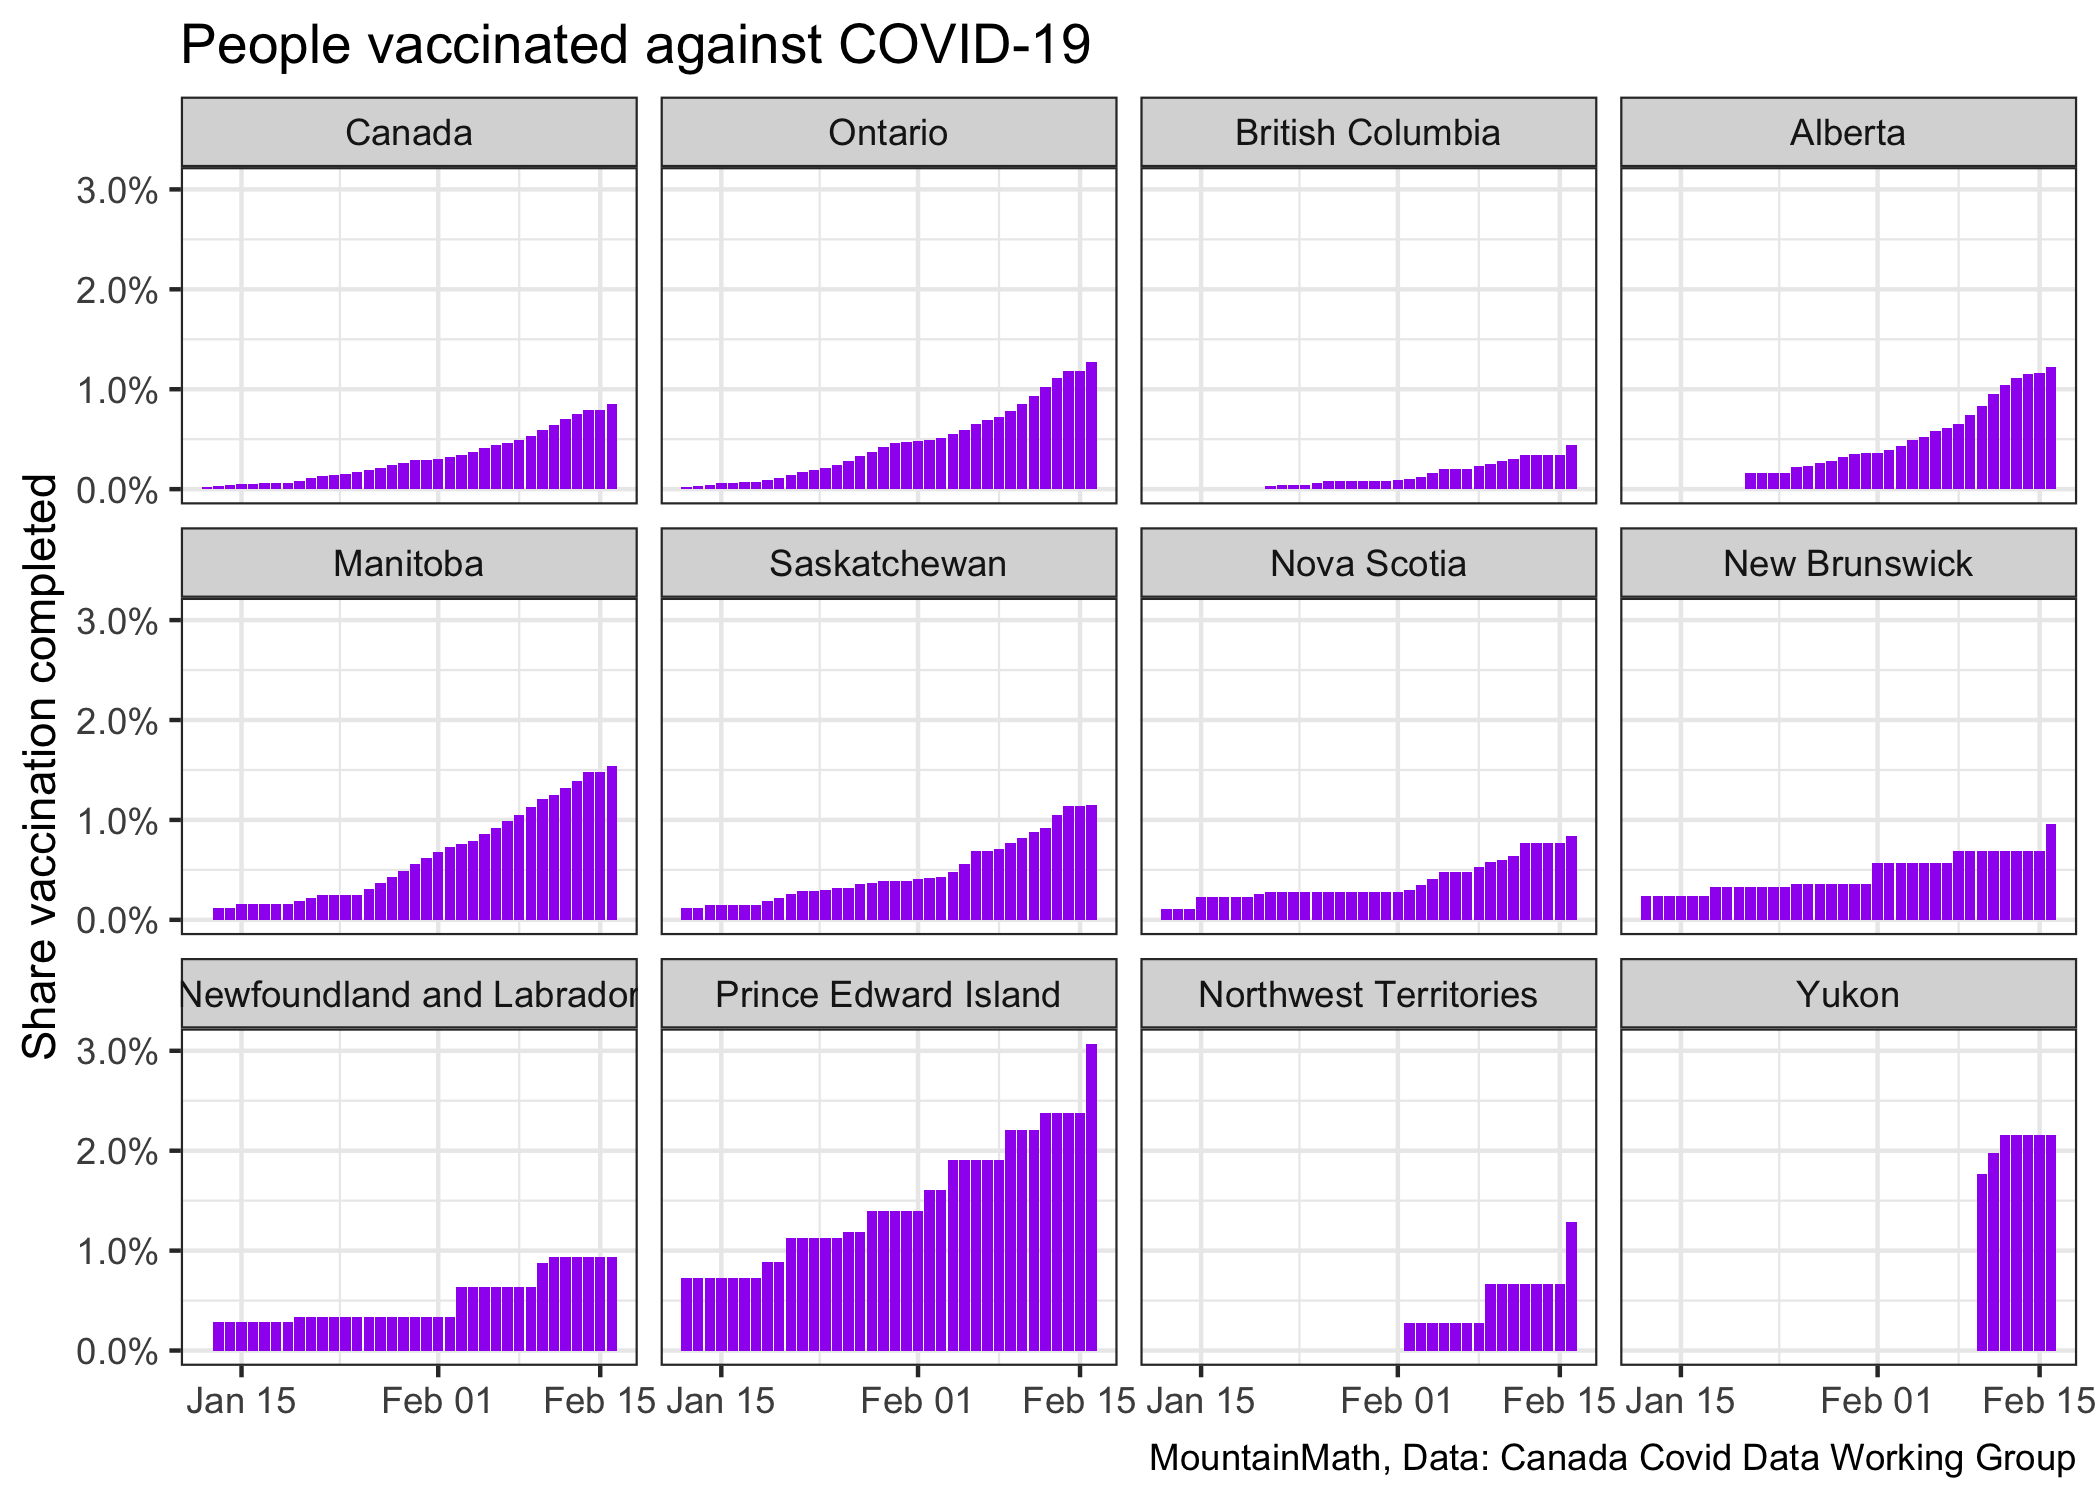 People vaccinated against COVID-19
Canada
Ontario
British Columbia
Alberta
3.0%
2.0%
1.0%
0.0%
Manitoba
Saskatchewan
Nova Scotia
New Brunswick
3.0%
2.0%
1.0%
0.0%
Newfoundland and Labrador
Prince Edward Island
Northwest Territories
Yukon
3.0%
2.0%
1.0%
0.0%
Jan 15 Feb 01 Feb 15
Jan 15 Feb 01 Feb 15
Jan 15 Feb 01 Feb 15
Jan 15 Feb 01 Feb 15
Share vaccination completed
MountainMath, Data: Canada Covid Data Working Group